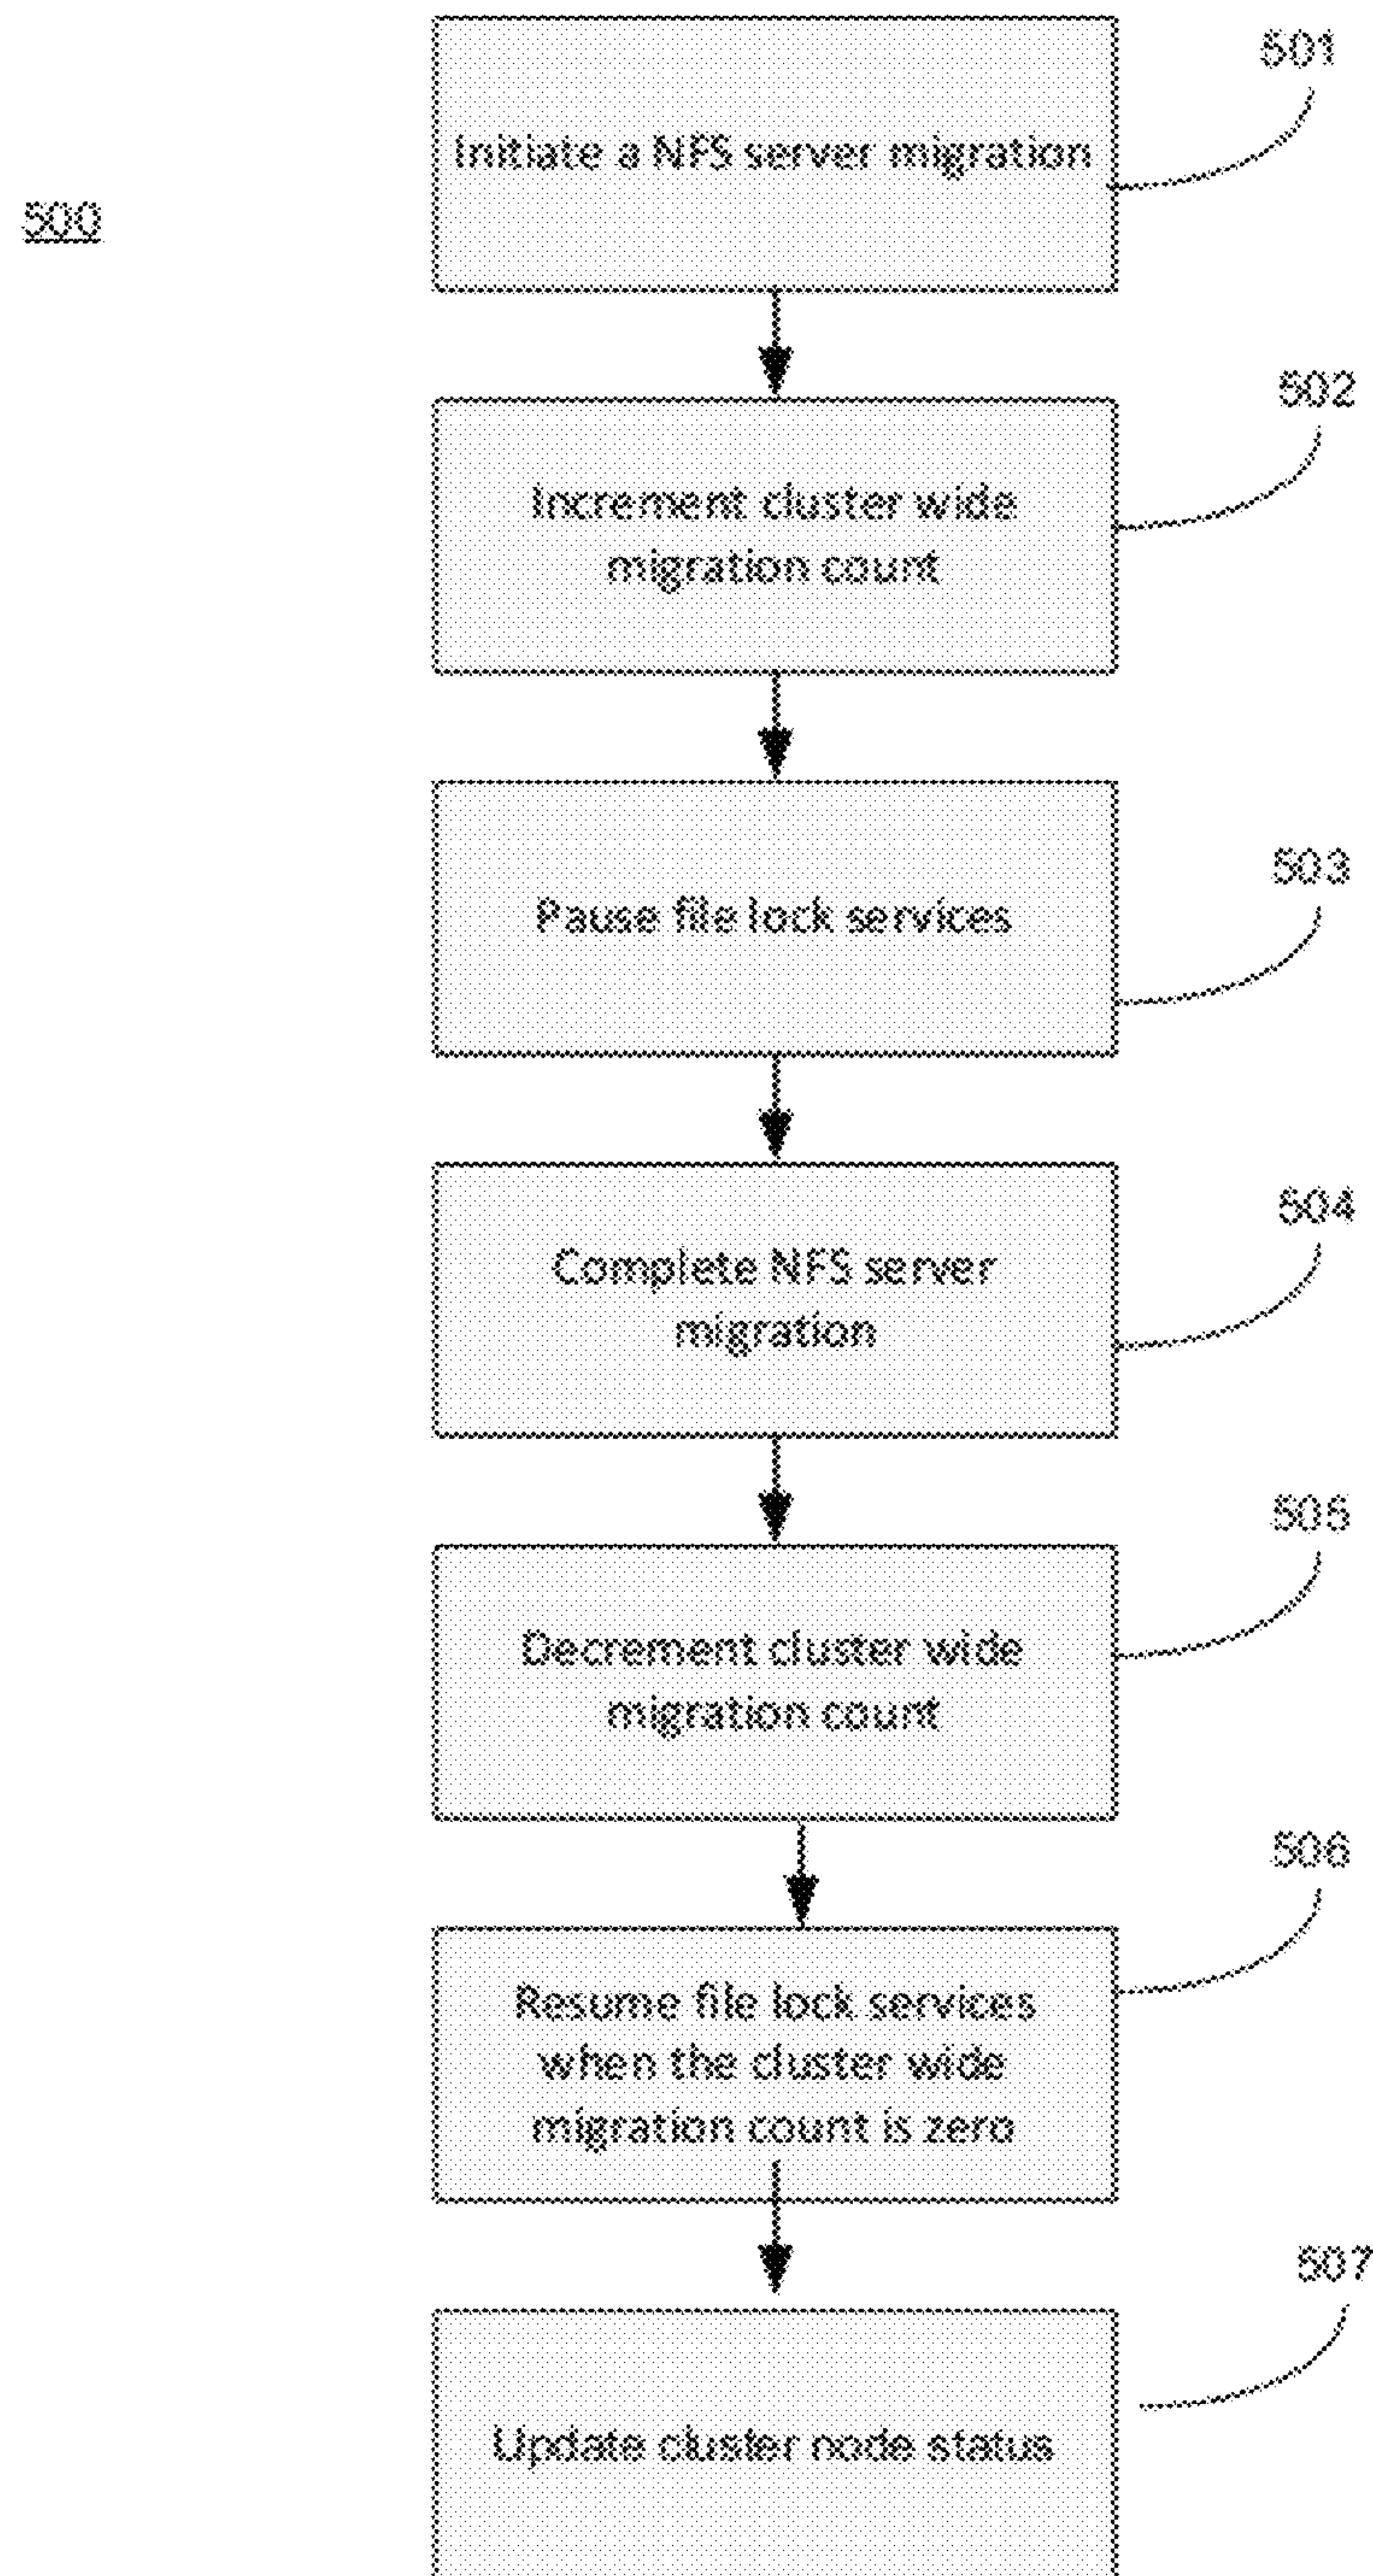 501
Initiate a NFS server migration
500
502
Increment cluster wide
migration count
503
Pause file lock services
504
Complete NFS server
migration
505
Decrement cluster wide
migration count
506
Resume file lock services
when the cluster wide
migration count is zero
507
Update cluster node status